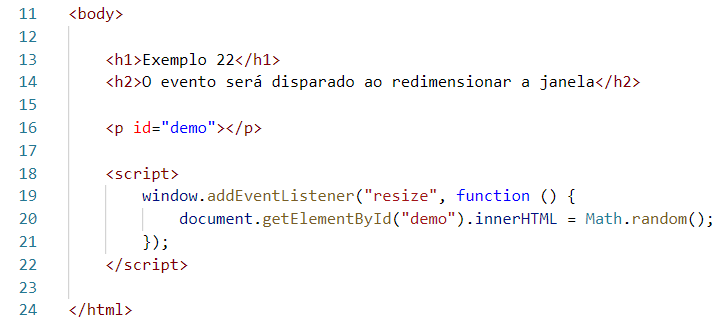 11 <body>
12
13     <h1>Exemplo 22</h1>
14     <h2>O evento será disparado ao redimensionar a janela</h2>
15
16     <p id="demo"></p>
17
18     <script>
19         window.addEventListener("resize", function () {
20             document.getElementById("demo").innerHTML = Math.random();
21         });
22     </script>
23
24 </html>